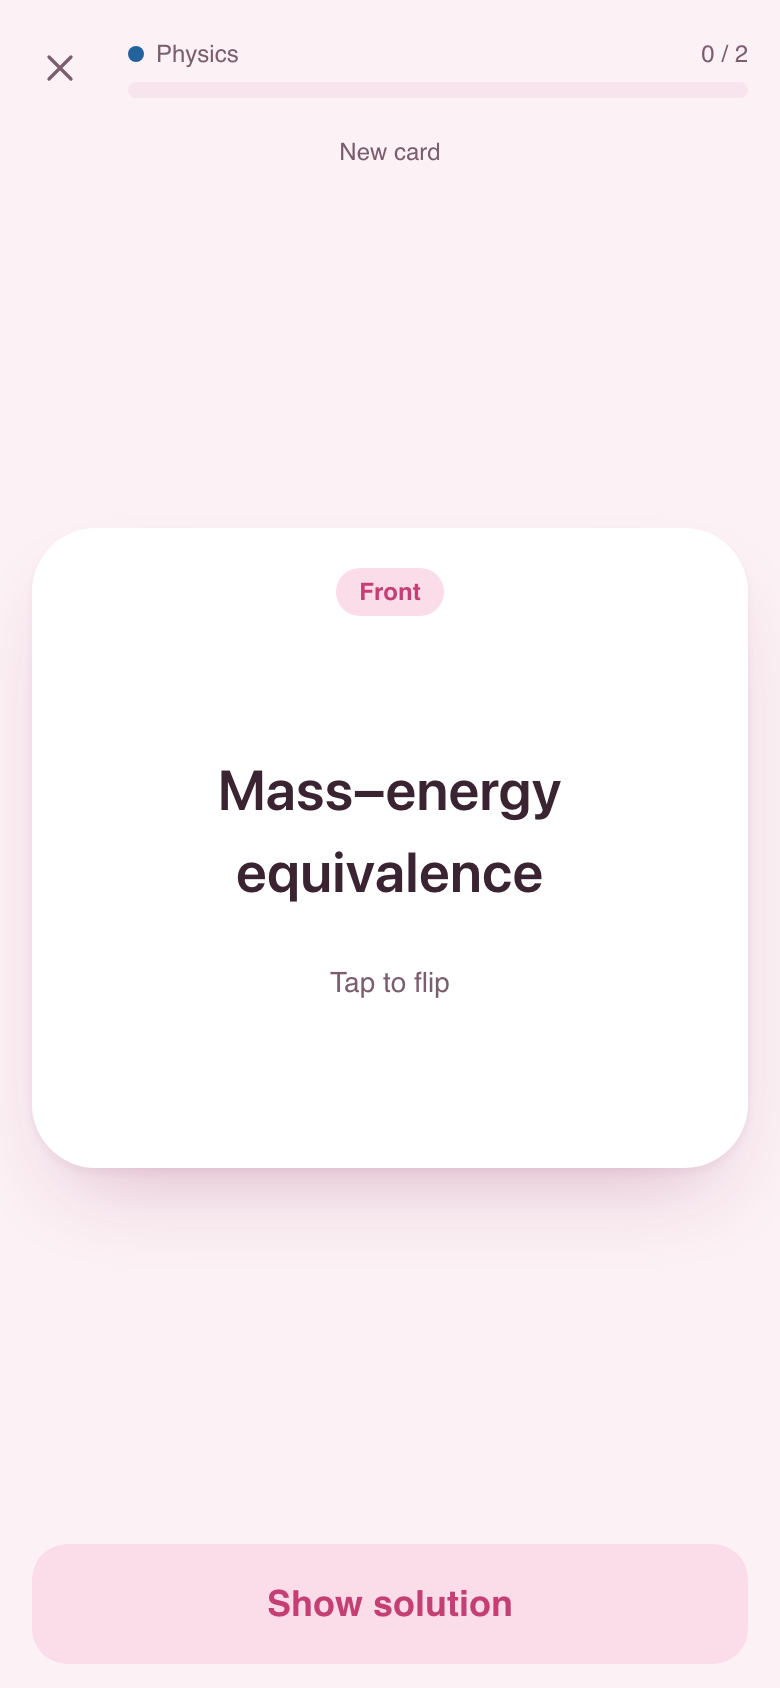 Physics
0 / 2
New card
Front
Mass–energy
equivalence
Tap to flip
Show solution